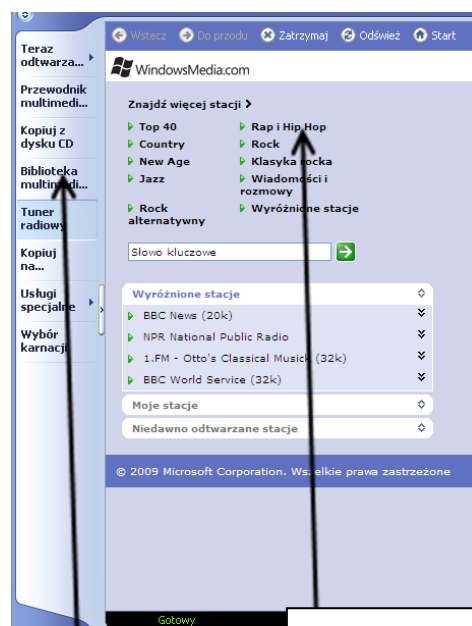 Wstecz Do przodu Zatrzymaj Odśwież Start
Teraz
odtwarza...
Przewodnik
multimedi...
Kopiuj z
dysku CD
Biblioteka
multimedi...
Tuner
radiowy
Kopiuj
na...
Usługi
specjalne
Wybór
karnacji
WindowsMedia.com
Znajdź więcej stacji
Top 40 Rap i Hip Hop
Country Rock
New Age Klasyka rocka
Jazz Wiadomości i
rozmowy
Rock Wyróżnione stacje
alternatywny
Słowo kluczowe
Wyróżnione stacje
BBC News (20k)
NPR National Public Radio
1.FM - Otto's Classical Musick (32k)
BBC World Service (32k)
Moje stacje
Niedawno odtwarzane stacje
© 2009 Microsoft Corporation. Wszelkie prawa zastrzeżone
Gotowy